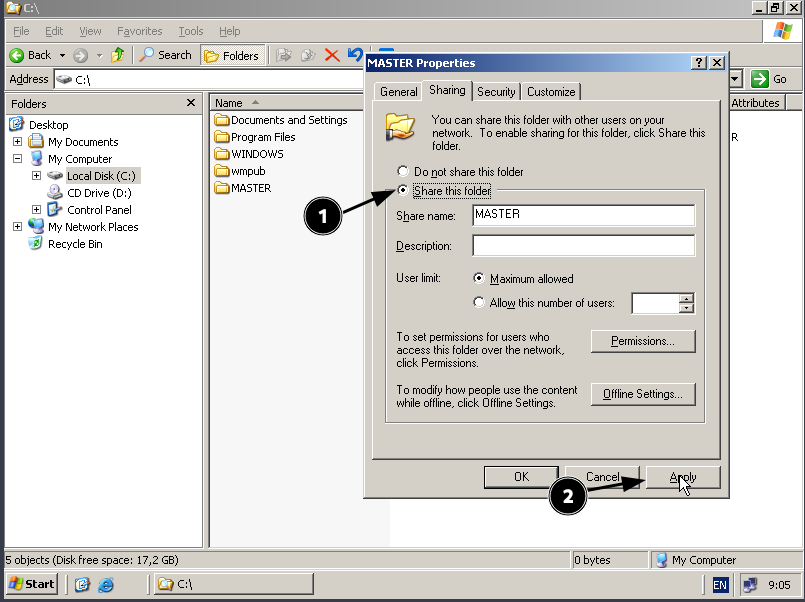 C:\
File Edit View Favorites Tools Help
Back Search Folders
Address C:\ Go
Folders
Desktop
My Documents
My Computer
Local Disk (C:)
CD Drive (D:)
Control Panel
My Network Places
Recycle Bin
Name Attributes
Documents and Settings
Program Files R
WINDOWS
wmpub
MASTER
MASTER Properties
General Sharing Security Customize
You can share this folder with other users on your
network. To enable sharing for this folder, click Share this
folder.
Do not share this folder
1
Share this folder
Share name: MASTER
Description:
User limit: Maximum allowed
Allow this number of users:
To set permissions for users who
access this folder over the network,
click Permissions.
Permissions...
To modify how people use the content
while offline, click Offline Settings.
Offline Settings...
OK Cancel Apply
2
5 objects (Disk free space: 17,2 GB) 0 bytes My Computer
Start C:\ EN 9:05